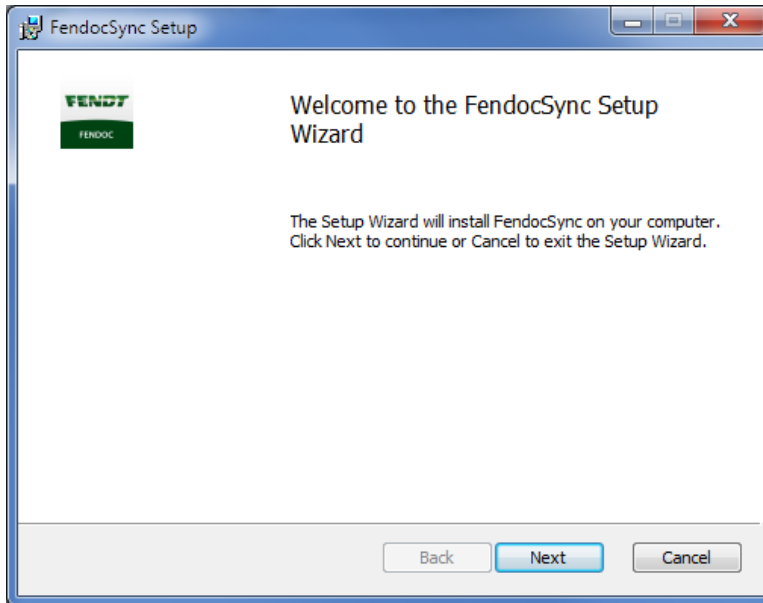 FendocSync Setup
FENDT
FENDOC
Welcome to the FendocSync Setup
Wizard
The Setup Wizard will install FendocSync on your computer.
Click Next to continue or Cancel to exit the Setup Wizard.
Back
Next
Cancel